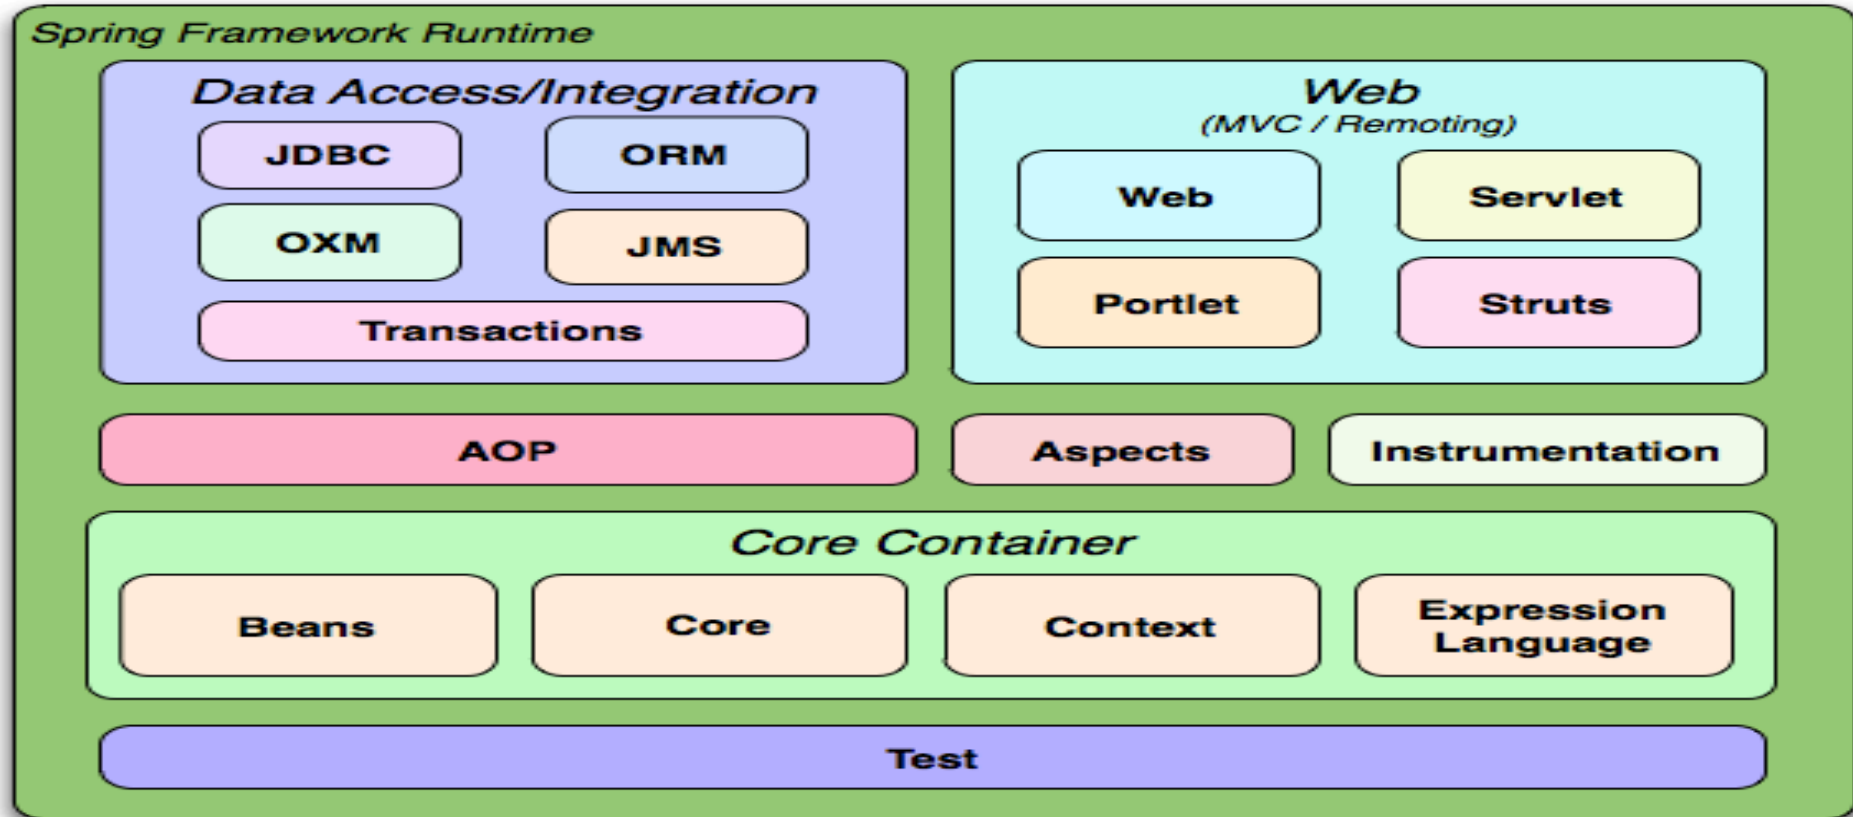 Spring Framework Runtime
Data Access/Integration
JDBC
ORM
OXM
JMS
Transactions
Web
(MVC / Remoting)
Web
Servlet
Portlet
Struts
AOP
Aspects
Instrumentation
Core Container
Beans
Core
Context
Expression
Language
Test